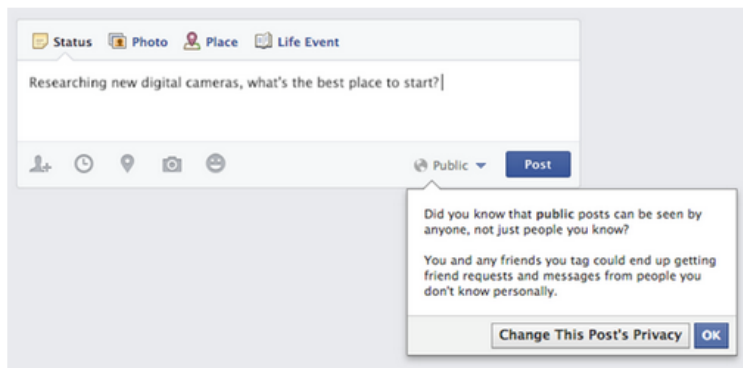 Status Photo Place Life Event
Researching new digital cameras, what's the best place to start?
Public Post
Did you know that public posts can be seen by
anyone, not just people you know?
You and any friends you tag could end up getting
friend requests and messages from people you
don't know personally.
Change This Post's Privacy OK